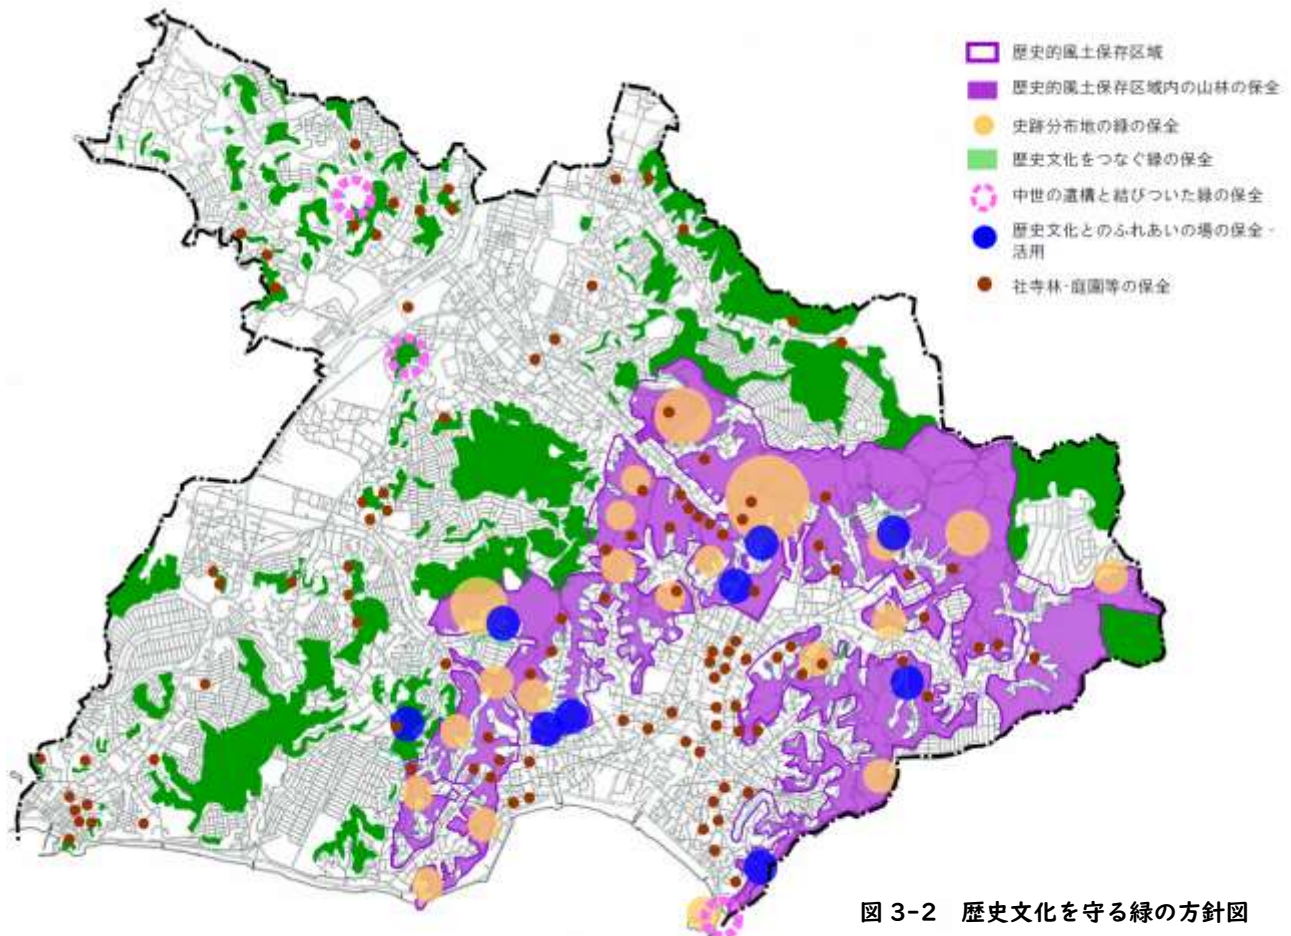 歴史的風土保存区域
歴史的風土保存区域内の山林の保全
史跡分布地の緑の保全
歴史文化をつなぐ緑の保全
中世の遺構と結びついた緑の保全
歴史文化とのふれあいの場の保全・
活用
社寺林・庭園等の保全
図 3-2 歴史文化を守る緑の方針図